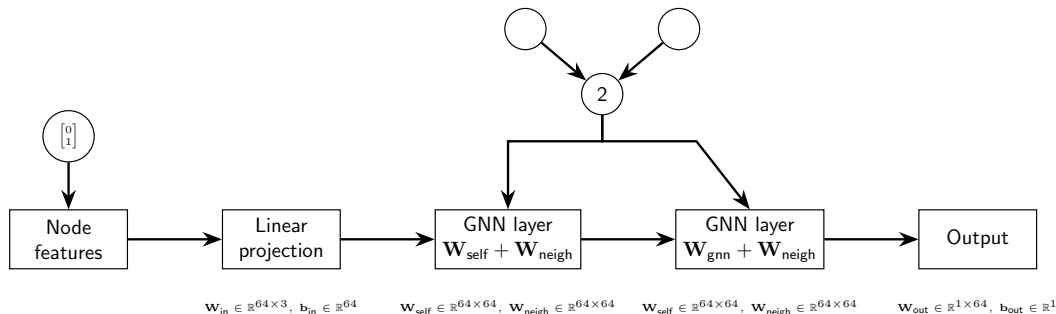 2
[0 1]
Node
features
Linear
projection
GNN layer
W_self + W_neigh
GNN layer
W_gnn + W_neigh
Output
W_in ∈ ℝ^{64×3}, b_in ∈ ℝ^{64}
W_self ∈ ℝ^{64×64}, W_neigh ∈ ℝ^{64×64}
W_self ∈ ℝ^{64×64}, W_neigh ∈ ℝ^{64×64}
W_out ∈ ℝ^{1×64}, b_out ∈ ℝ^1